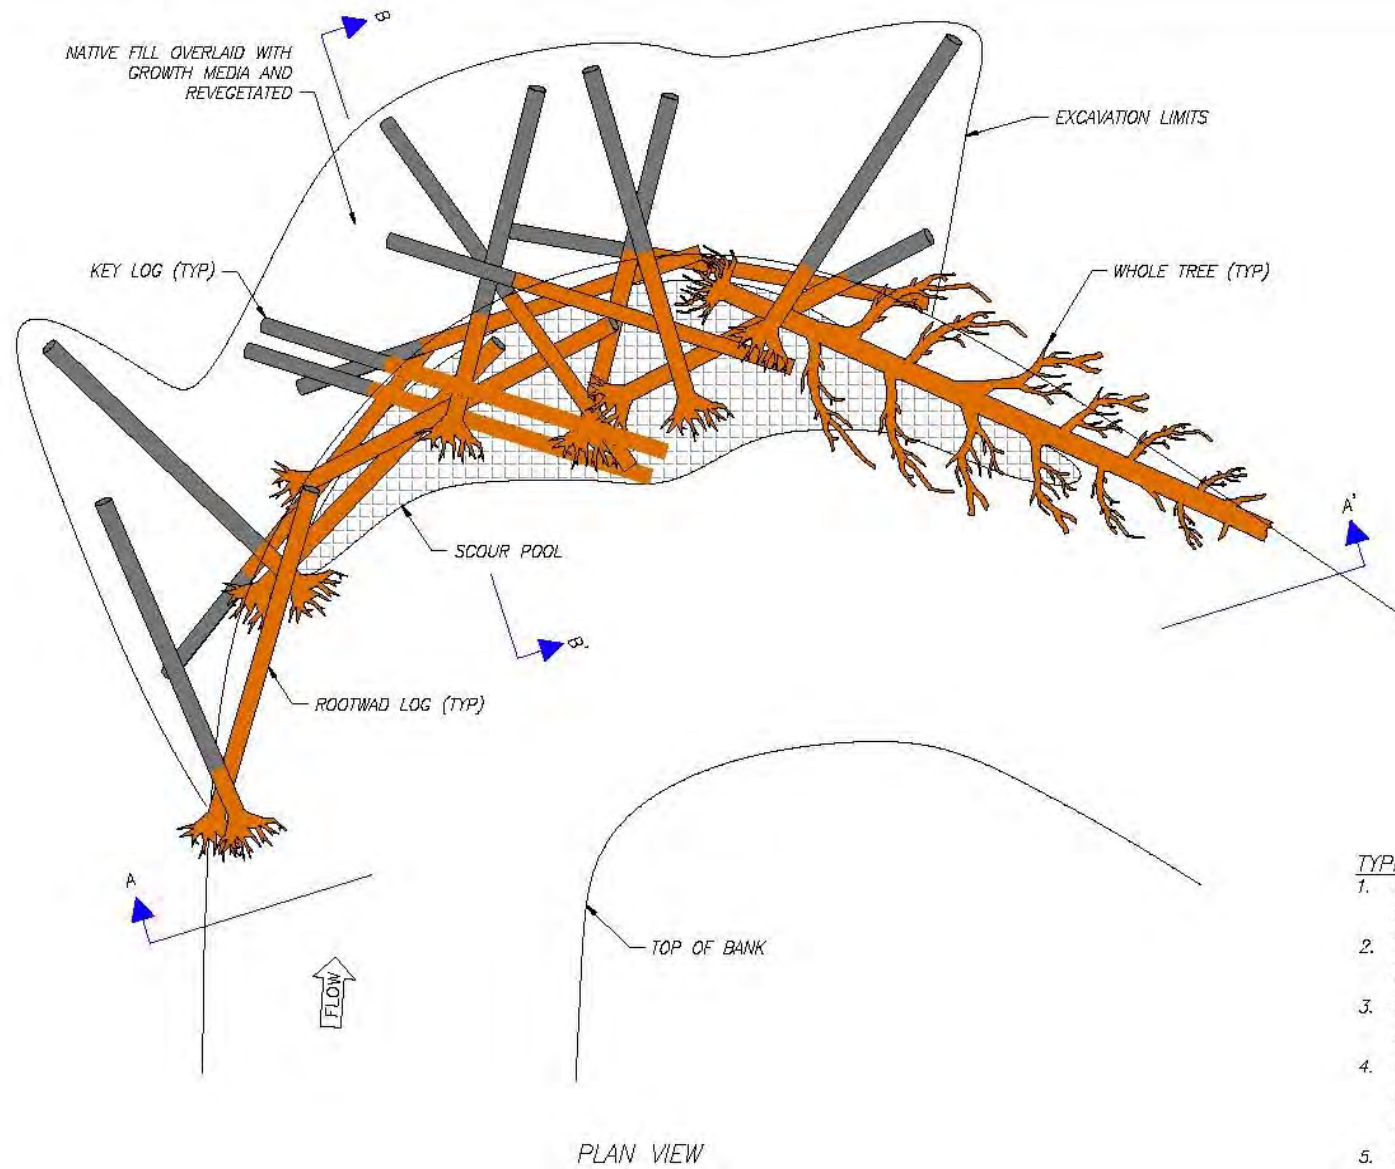 B
NATIVE FILL OVERLAID WITH
GROWTH MEDIA AND
REVEGETATED
EXCAVATION LIMITS
KEY LOG (TYP)
WHOLE TREE (TYP)
A'
SCOUR POOL
B'
ROOTWAD LOG (TYP)
A
TOP OF BANK
FLOW
TYP
1.
2.
3.
4.
5.
PLAN VIEW